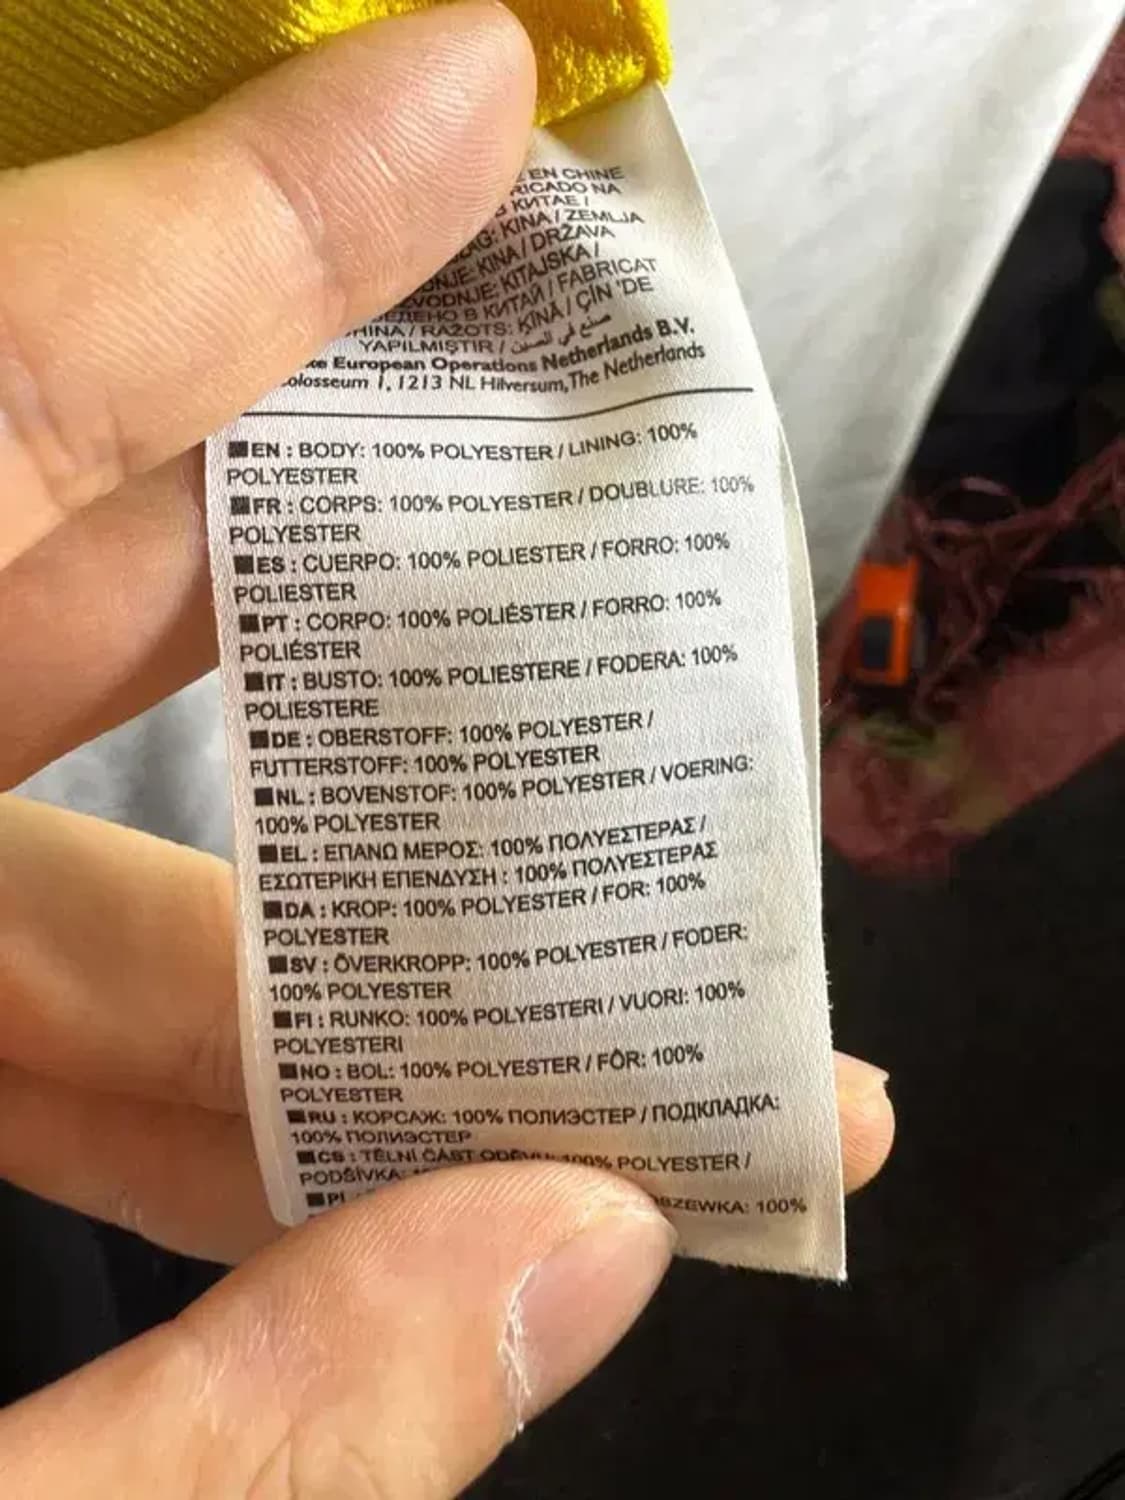 EN CHINE
NA
КИТАЕ /
KINA / ZEMLJA
KINA / DRŽAVA
KITAJSKA /
В КИТАЙ / FABRICAT
/ RAŽOTS: ĶĪNĀ / ÇİN 'DE
YAPILMIŞTIR / صنع في الصين
European Operations Netherlands B.V.
1, 1213 NL Hilversum, The Netherlands
EN : BODY: 100% POLYESTER / LINING: 100%
POLYESTER
FR : CORPS: 100% POLYESTER / DOUBLURE: 100%
POLYESTER
ES : CUERPO: 100% POLIESTER / FORRO: 100%
POLIESTER
PT : CORPO: 100% POLIÉSTER / FORRO: 100%
POLIÉSTER
IT : BUSTO: 100% POLIESTERE / FODERA: 100%
POLIESTERE
DE : OBERSTOFF: 100% POLYESTER /
FUTTERSTOFF: 100% POLYESTER
NL : BOVENSTOF: 100% POLYESTER / VOERING:
100% POLYESTER
EL : ΕΠΑΝΩ ΜΕΡΟΣ: 100% ΠΟΛΥΕΣΤΕΡΑΣ /
ΕΣΩΤΕΡΙΚΗ ΕΠΕΝΔΥΣΗ : 100% ΠΟΛΥΕΣΤΕΡΑΣ
DA : KROP: 100% POLYESTER / FOR: 100%
POLYESTER
SV : ÖVERKROPP: 100% POLYESTER / FODER:
100% POLYESTER
FI : RUNKO: 100% POLYESTERI / VUORI: 100%
POLYESTERI
NO : BOL: 100% POLYESTER / FÔR: 100%
POLYESTER
RU : КОРСАЖ: 100% ПОЛИЭСТЕР / ПОДКЛАДКА:
100% ПОЛИЭСТЕР
CS : TĚLNÍ ČÁST ODĚVU: 100% POLYESTER /
PODŠÍVKA:
PL 100%